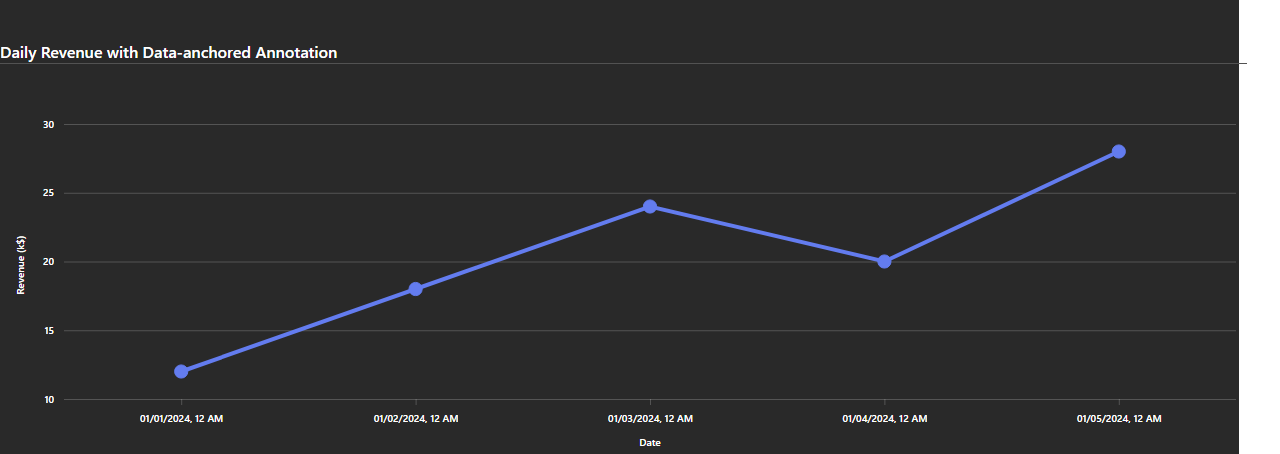 Daily Revenue with Data-anchored Annotation
30
25
20
15
10
Revenue (k$)
01/01/2024, 12 AM
01/02/2024, 12 AM
01/03/2024, 12 AM
01/04/2024, 12 AM
01/05/2024, 12 AM
Date